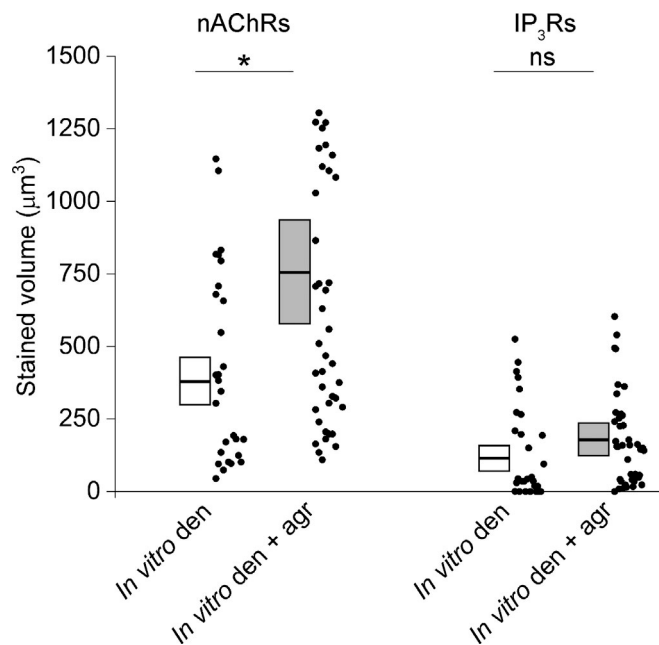 nAChRs IP₃Rs
* ns
1500
1250
1000
750
500
250
0
Stained volume (μm³)
In vitro den
In vitro den + agr
In vitro den
In vitro den + agr